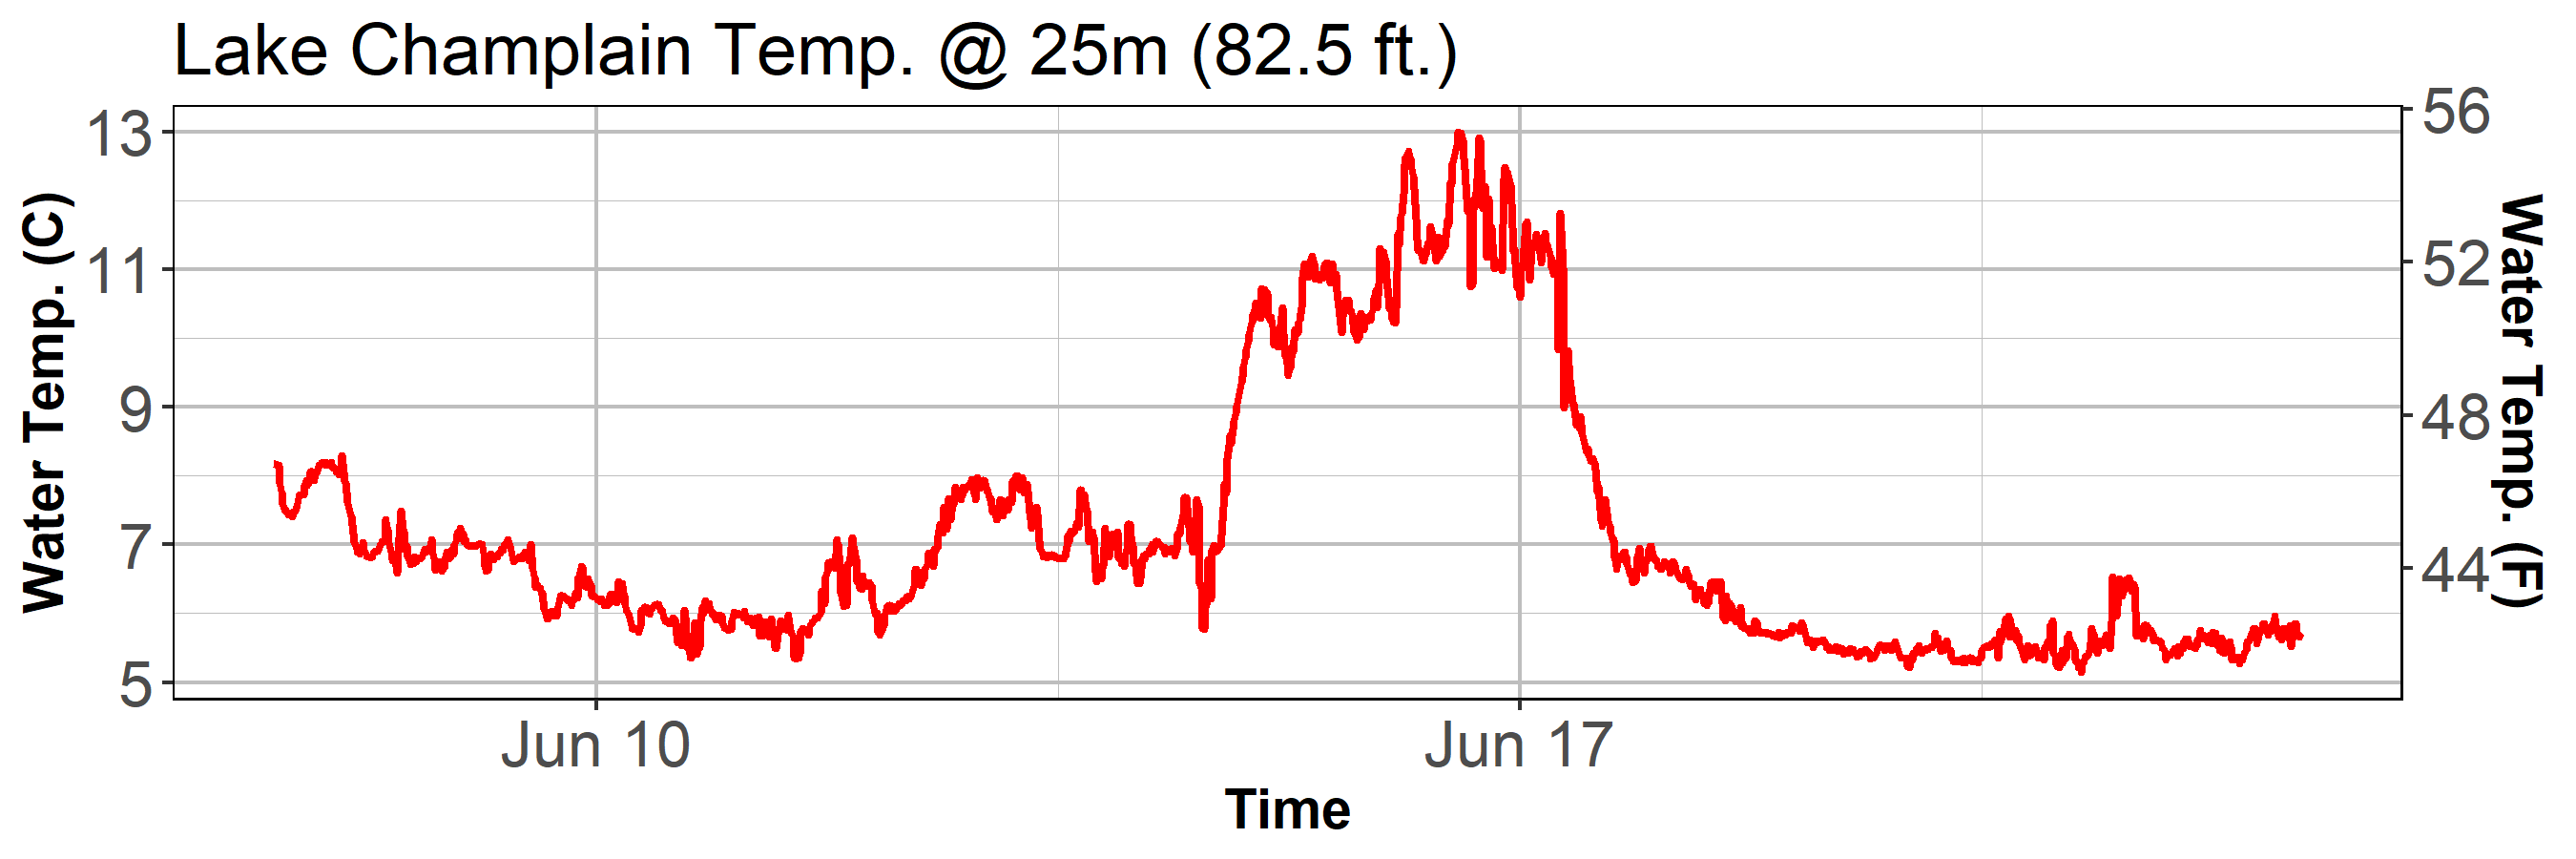 Lake Champlain Temp. @ 25m (82.5 ft.)
Water Temp. (C)
13
11
9
7
5
56
52
48
44
Water Temp. (F)
Jun 10
Jun 17
Time